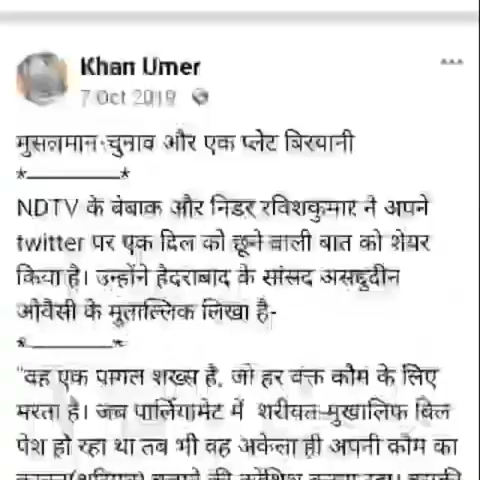 Khan Umer
7 Oct 2019
मुसलमान चुनाव और एक प्लेट बिरयानी
*________*
NDTV के बेबाक और निडर रविशकुमार ने अपने
twitter पर एक दिल को छूने वाली बात को शेयर
किया है। उन्होंने हैदराबाद के सांसद असदुद्दीन
ओवैसी के मुताल्लिक लिखा है-
*________*
"वह एक पागल शख्स है, जो हर वक्त कौम के लिए
मरता है। जब पार्लियामेंट में शरीयत-मुखालिफ बिल
पेश हो रहा था तब भी वह अकेला ही अपनी क़ौम का